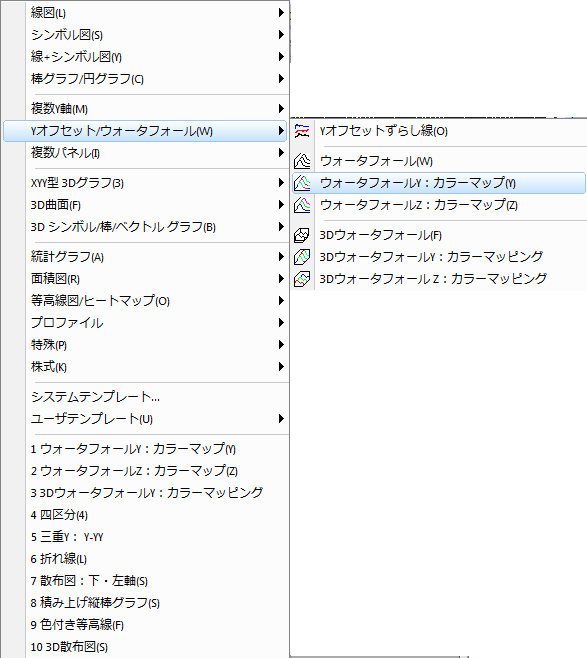 線図(L)
シンボル図(S)
線+シンボル図(Y)
棒グラフ/円グラフ(C)
複数Y軸(M)
Yオフセット/ウォータフォール(W)
複数パネル(I)
XYY型 3Dグラフ(3)
3D曲面(F)
3D シンボル/棒/ベクトル グラフ(B)
統計グラフ(A)
面積図(R)
等高線図/ヒートマップ(O)
プロファイル
特殊(P)
株式(K)
システムテンプレート...
ユーザテンプレート(U)
1 ウォータフォールY：カラーマップ(Y)
2 ウォータフォールZ：カラーマップ(Z)
3 3DウォータフォールY：カラーマッピング
4 四区分(4)
5 三重Y： Y-YY
6 折れ線(L)
7 散布図：下・左軸(S)
8 積み上げ縦棒グラフ(S)
9 色付き等高線(F)
10 3D散布図(S)
Yオフセットずらし線(O)
ウォータフォール(W)
ウォータフォールY：カラーマップ(Y)
ウォータフォールZ：カラーマップ(Z)
3Dウォータフォール(F)
3DウォータフォールY：カラーマッピング
3Dウォータフォール Z：カラーマッピング